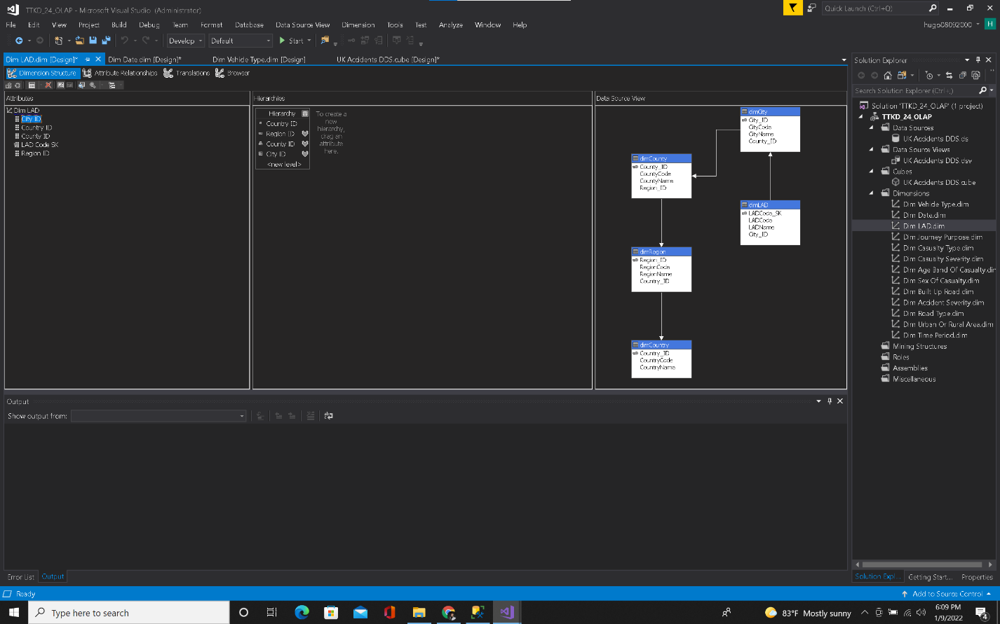 TTKD_24_OLAP - Microsoft Visual Studio (Administrator)
Quick Launch (Ctrl+Q)
File Edit View Project Build Debug Team Format Database Data Source View Dimension Tools Test Analyze Window Help
hugo08092000 H
Develop Default Start
Dim LAD.dim [Design]* Dim Date.dim [Design]* Dim Vehide Type.dim [Design] UK Accidents DDS.cube [Design]*
Dimension Structure Attribute Relationships Translations Browser
Attributes
Dim LAD
City ID
Country ID
County ID
LAD Code SK
Region ID
Hierarchies
Hierarchy
Country ID
Region ID
County ID
City ID
<new level>
To create a
new
hierarchy,
drag an
attribute
here.
Data Source View
dimCity
City_ID
CityCode
CityName
County_ID
dimCounty
County_ID
CountyCode
CountyName
Region_ID
dimLAD
LADCode_SK
LADCode
LADName
City_ID
dimRegion
Region_ID
RegionCode
RegionName
Country_ID
dimCountry
Country_ID
CountryCode
CountryName
Solution Explorer
Search Solution Explorer (Ctrl+;)
Solution 'TTKD_24_OLAP' (1 project)
TTKD_24_OLAP
Data Sources
UK Accidents DDS.ds
Data Source Views
UK Accidents DDS.dsv
Cubes
UK Accidents DDS.cube
Dimensions
Dim Vehicle Type.dim
Dim Date.dim
Dim LAD.dim
Dim Journey Purpose.dim
Dim Casualty Type.dim
Dim Casualty Severity.dim
Dim Age Band Of Casualty.dim
Dim Sex Of Casualty.dim
Dim Built Up Road.dim
Dim Accident Severity.dim
Dim Road Type.dim
Dim Urban Or Rural Area.dim
Dim Time Period.dim
Mining Structures
Roles
Assemblies
Miscellaneous
Output
Show output from:
Error List Output
Solution Expl... Getting Start... Properties
Ready
Add to Source Control
Type here to search
83°F Mostly sunny
6:09 PM
1/9/2022
4